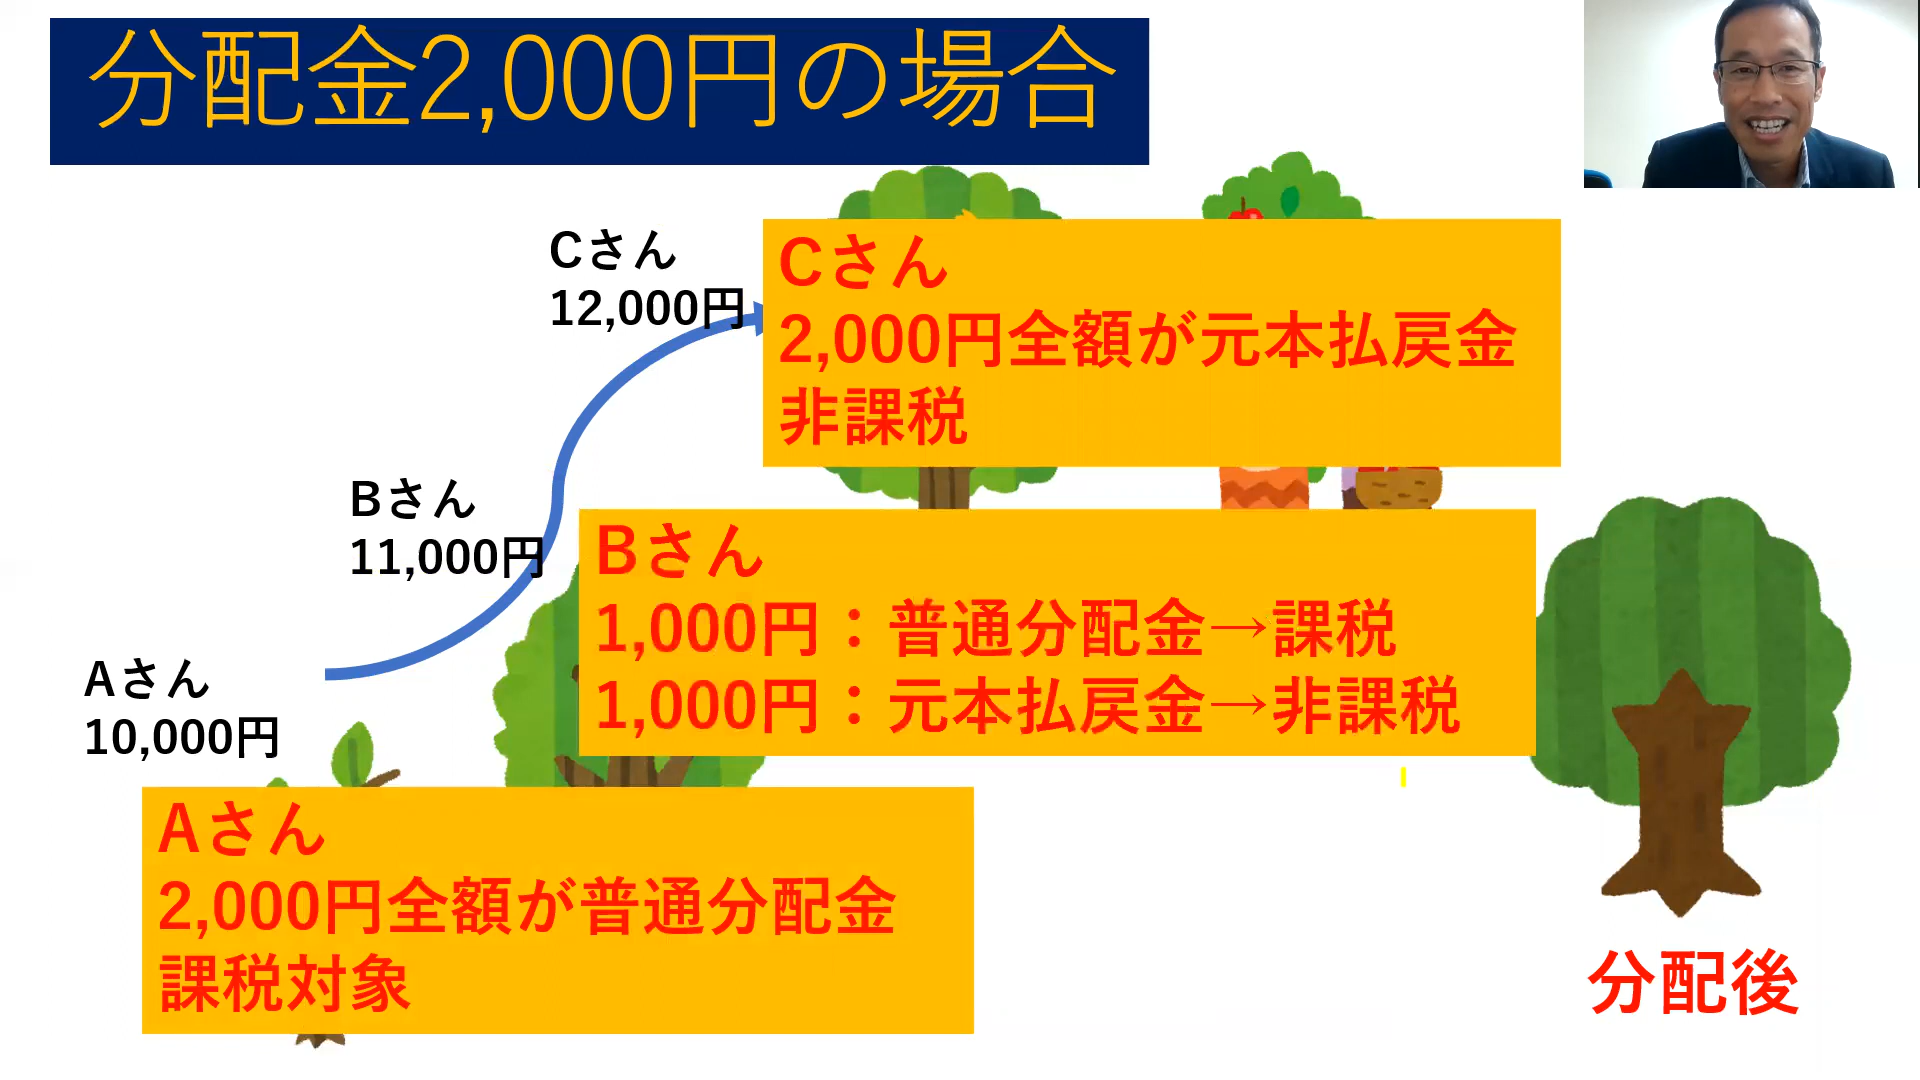 分配金2,000円の場合
Cさん
12,000円
Cさん
2,000円全額が元本払戻金
非課税
Bさん
11,000円
Bさん
1,000円：普通分配金→課税
1,000円：元本払戻金→非課税
Aさん
10,000円
Aさん
2,000円全額が普通分配金
課税対象
分配後